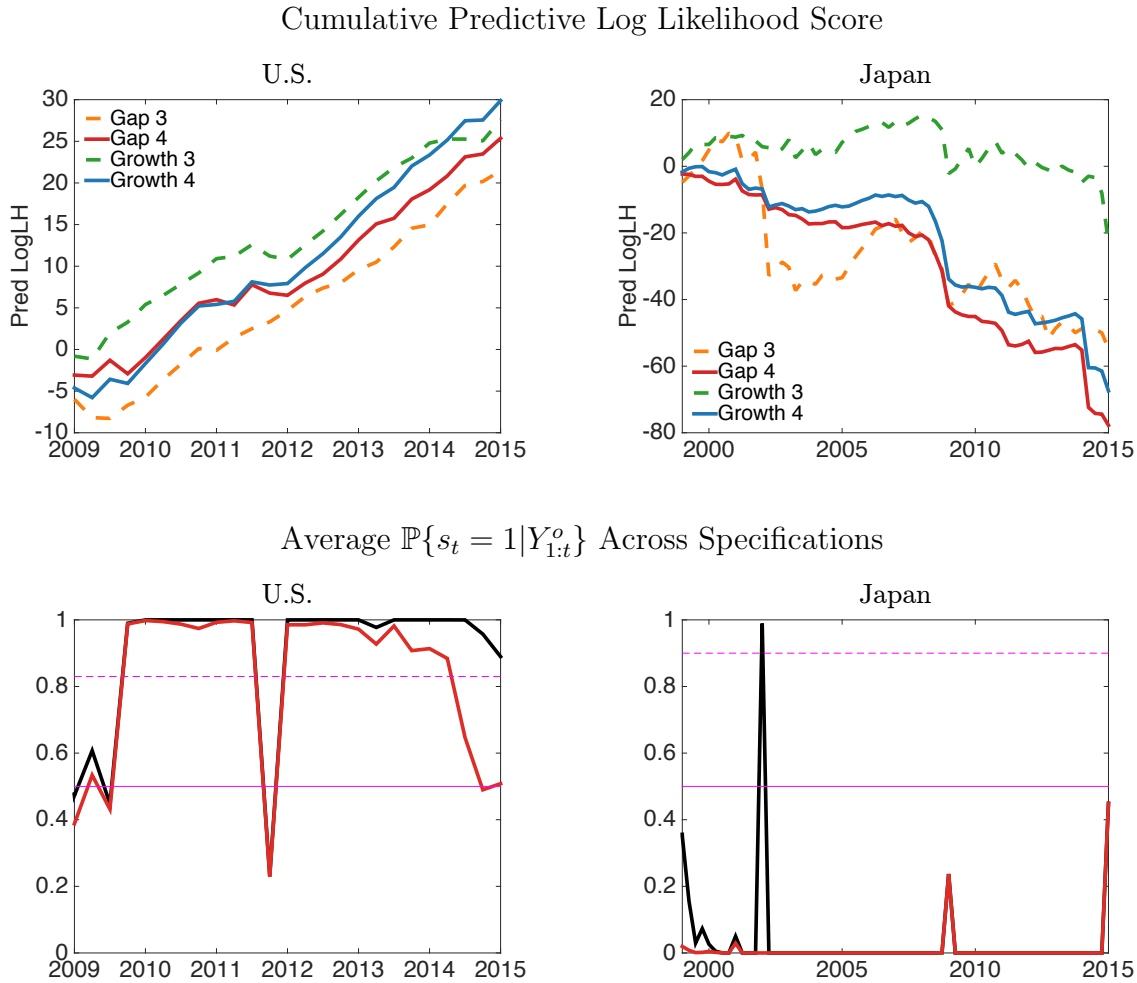 Cumulative Predictive Log Likelihood Score
U.S.
30
25
20
15
10
5
0
-5
-10
Pred LogLH
Gap 3
Gap 4
Growth 3
Growth 4
2009 2010 2011 2012 2013 2014 2015
Japan
20
0
-20
-40
-60
-80
Pred LogLH
Gap 3
Gap 4
Growth 3
Growth 4
2000 2005 2010 2015
Average ℙ{s_t = 1|Y^o_{1:t}} Across Specifications
U.S.
1
0.8
0.6
0.4
0.2
0
2009 2010 2011 2012 2013 2014 2015
Japan
1
0.8
0.6
0.4
0.2
0
2000 2005 2010 2015